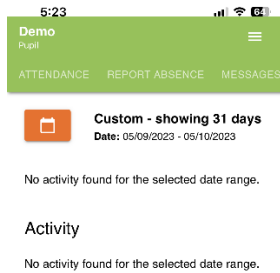 5:23
64
Demo
Pupil
ATTENDANCE REPORT ABSENCE MESSAGES
Custom - showing 31 days
Date: 05/09/2023 - 05/10/2023
No activity found for the selected date range.
Activity
No activity found for the selected date range.